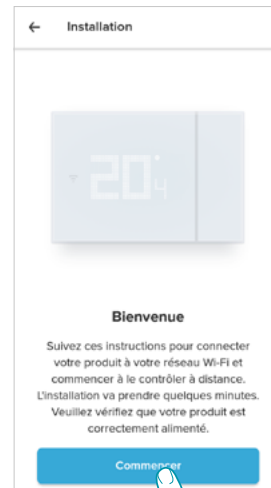 ← Installation
20.4
Bienvenue
Suivez ces instructions pour connecter
votre produit à votre réseau Wi-Fi et
commencer à le contrôler à distance.
L'installation va prendre quelques minutes.
Veuillez vérifiez que votre produit est
correctement alimenté.
Commencer